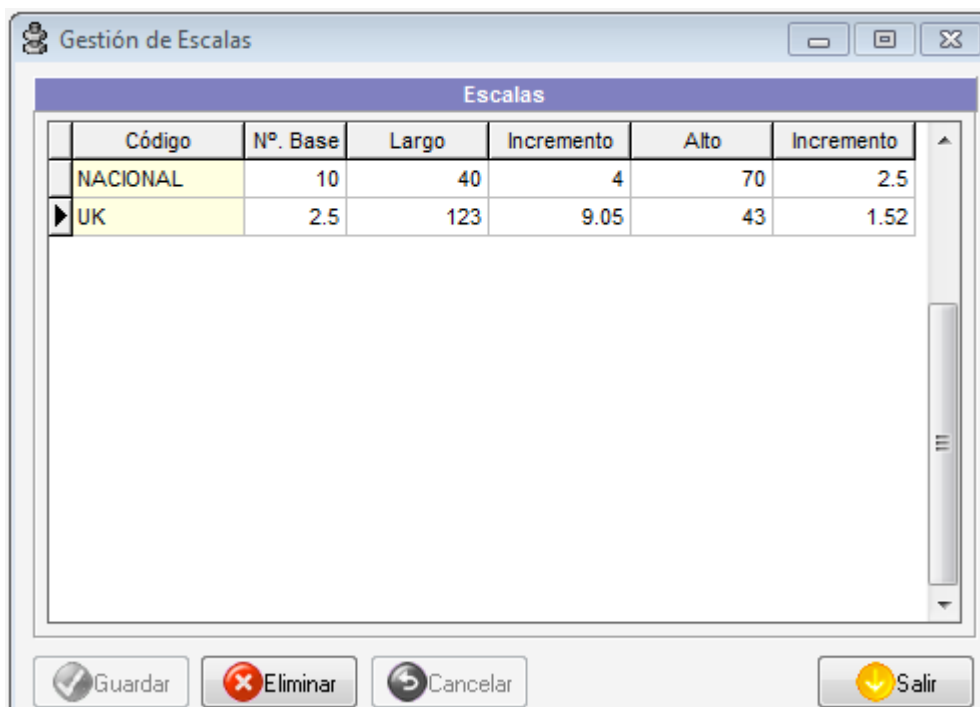 Gestión de Escalas
Escalas
Código Nº. Base Largo Incremento Alto Incremento
NACIONAL 10 40 4 70 2.5
UK 2.5 123 9.05 43 1.52
Guardar Eliminar Cancelar Salir